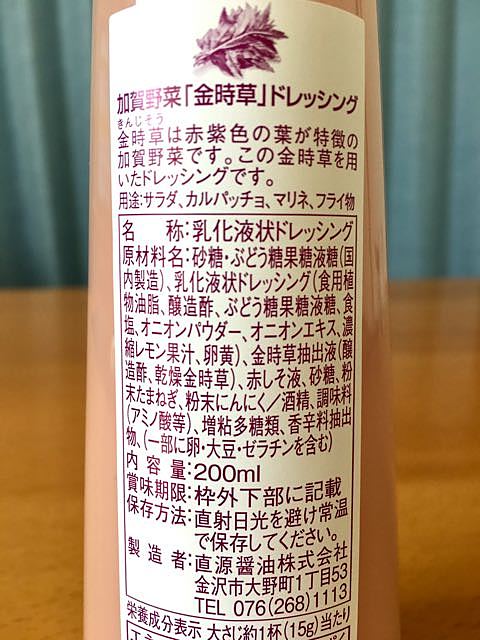 加賀野菜「金時草」ドレッシング
きんじそう
金時草は赤紫色の葉が特徴の
加賀野菜です。この金時草を用
いたドレッシングです。
用途:サラダ、カルパッチョ、マリネ、フライ物
名　称:乳化液状ドレッシング
原材料名:砂糖・ぶどう糖果糖液糖(国
内製造)、乳化液状ドレッシング(食用植
物油脂、醸造酢、ぶどう糖果糖液糖、食
塩、オニオンパウダー、オニオンエキス、濃
縮レモン果汁、卵黄)、金時草抽出液(醸
造酢、乾燥金時草)、赤しそ液、砂糖、粉
末たまねぎ、粉末にんにく/酒精、調味料
(アミノ酸等)、増粘多糖類、香辛料抽出
物、(一部に卵・大豆・ゼラチンを含む)
内容量:200ml
賞味期限:枠外下部に記載
保存方法:直射日光を避け常温
で保存してください。
製造者:直源醤油株式会社
金沢市大野町1丁目53
TEL 076(268)1113
栄養成分表示 大さじ約1杯(15g)当たり